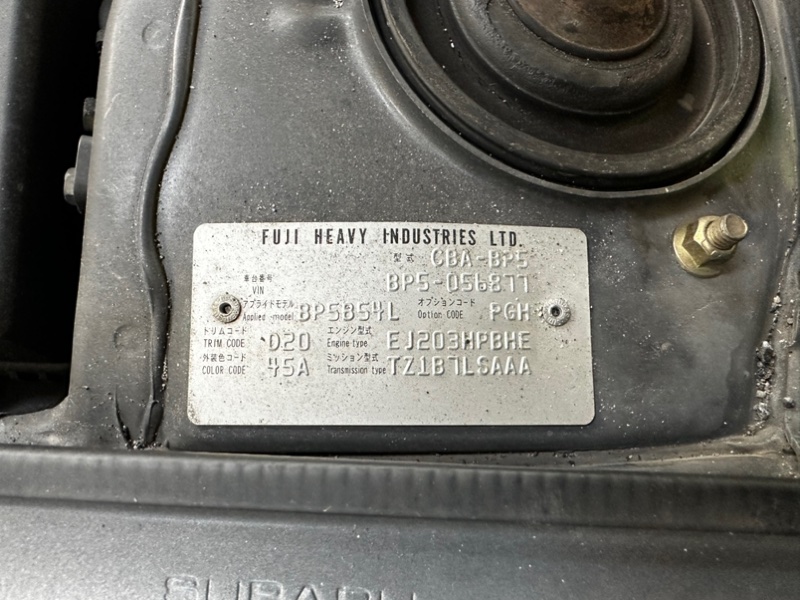 FUJI HEAVY INDUSTRIES LTD.
型式 CBA-BP5
車台番号 VIN BP5-056877
アプライドモデル Applied model BP5B54L オプションコード Option CODE PGH
トリムコード TRIM CODE D20 エンジン型式 Engine type EJ203HPBHE
外装色コード COLOR CODE 45A ミッション型式 Transmission type TZ1B7LSAAA
SUBARU